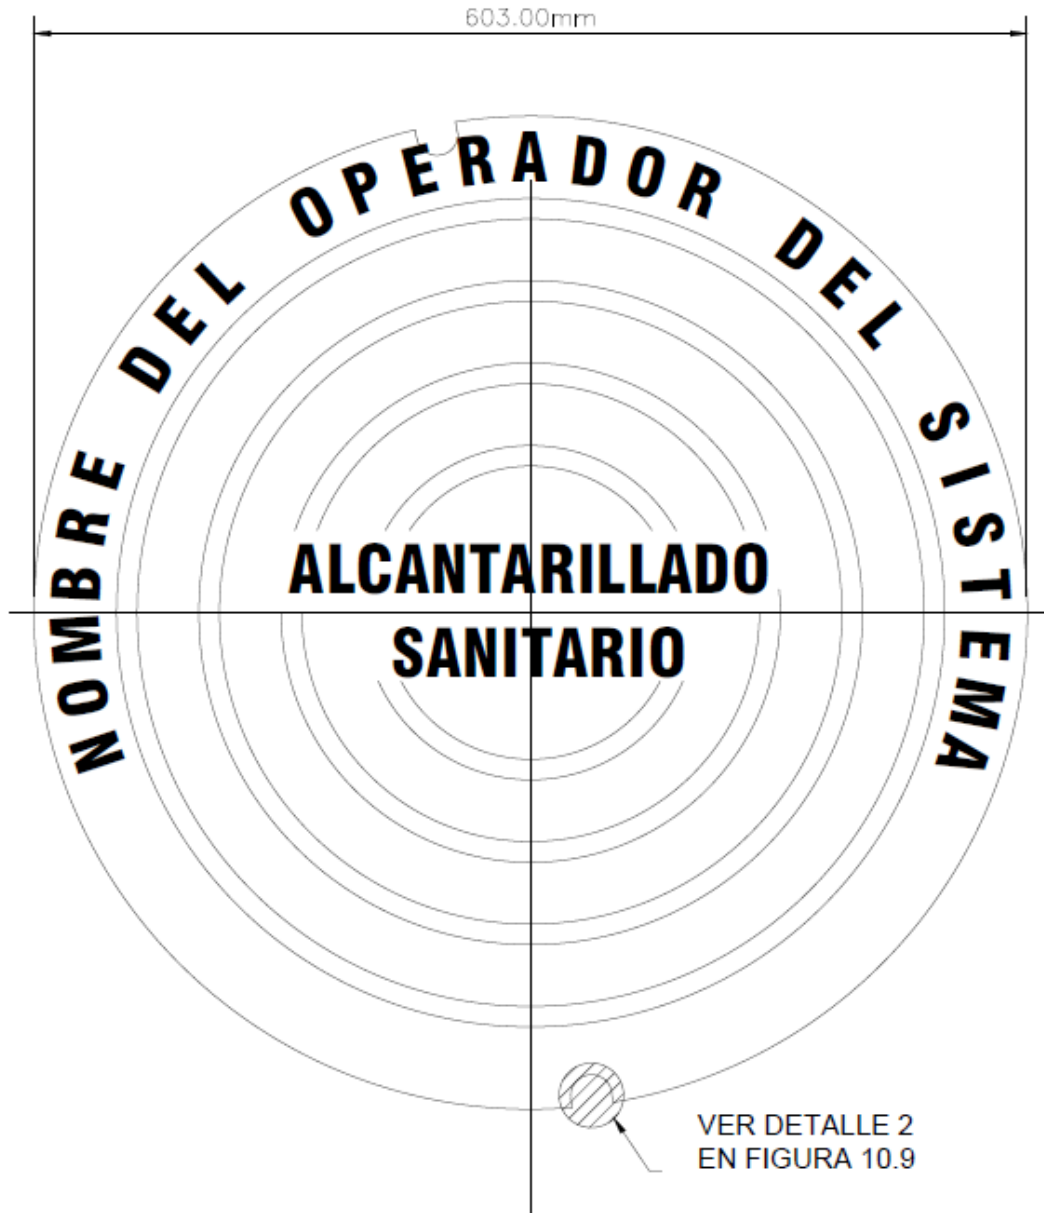 603.00mm
NOMBRE DEL OPERADOR DEL SISTEMA
ALCANTARILLADO
SANITARIO
VER DETALLE 2
EN FIGURA 10.9